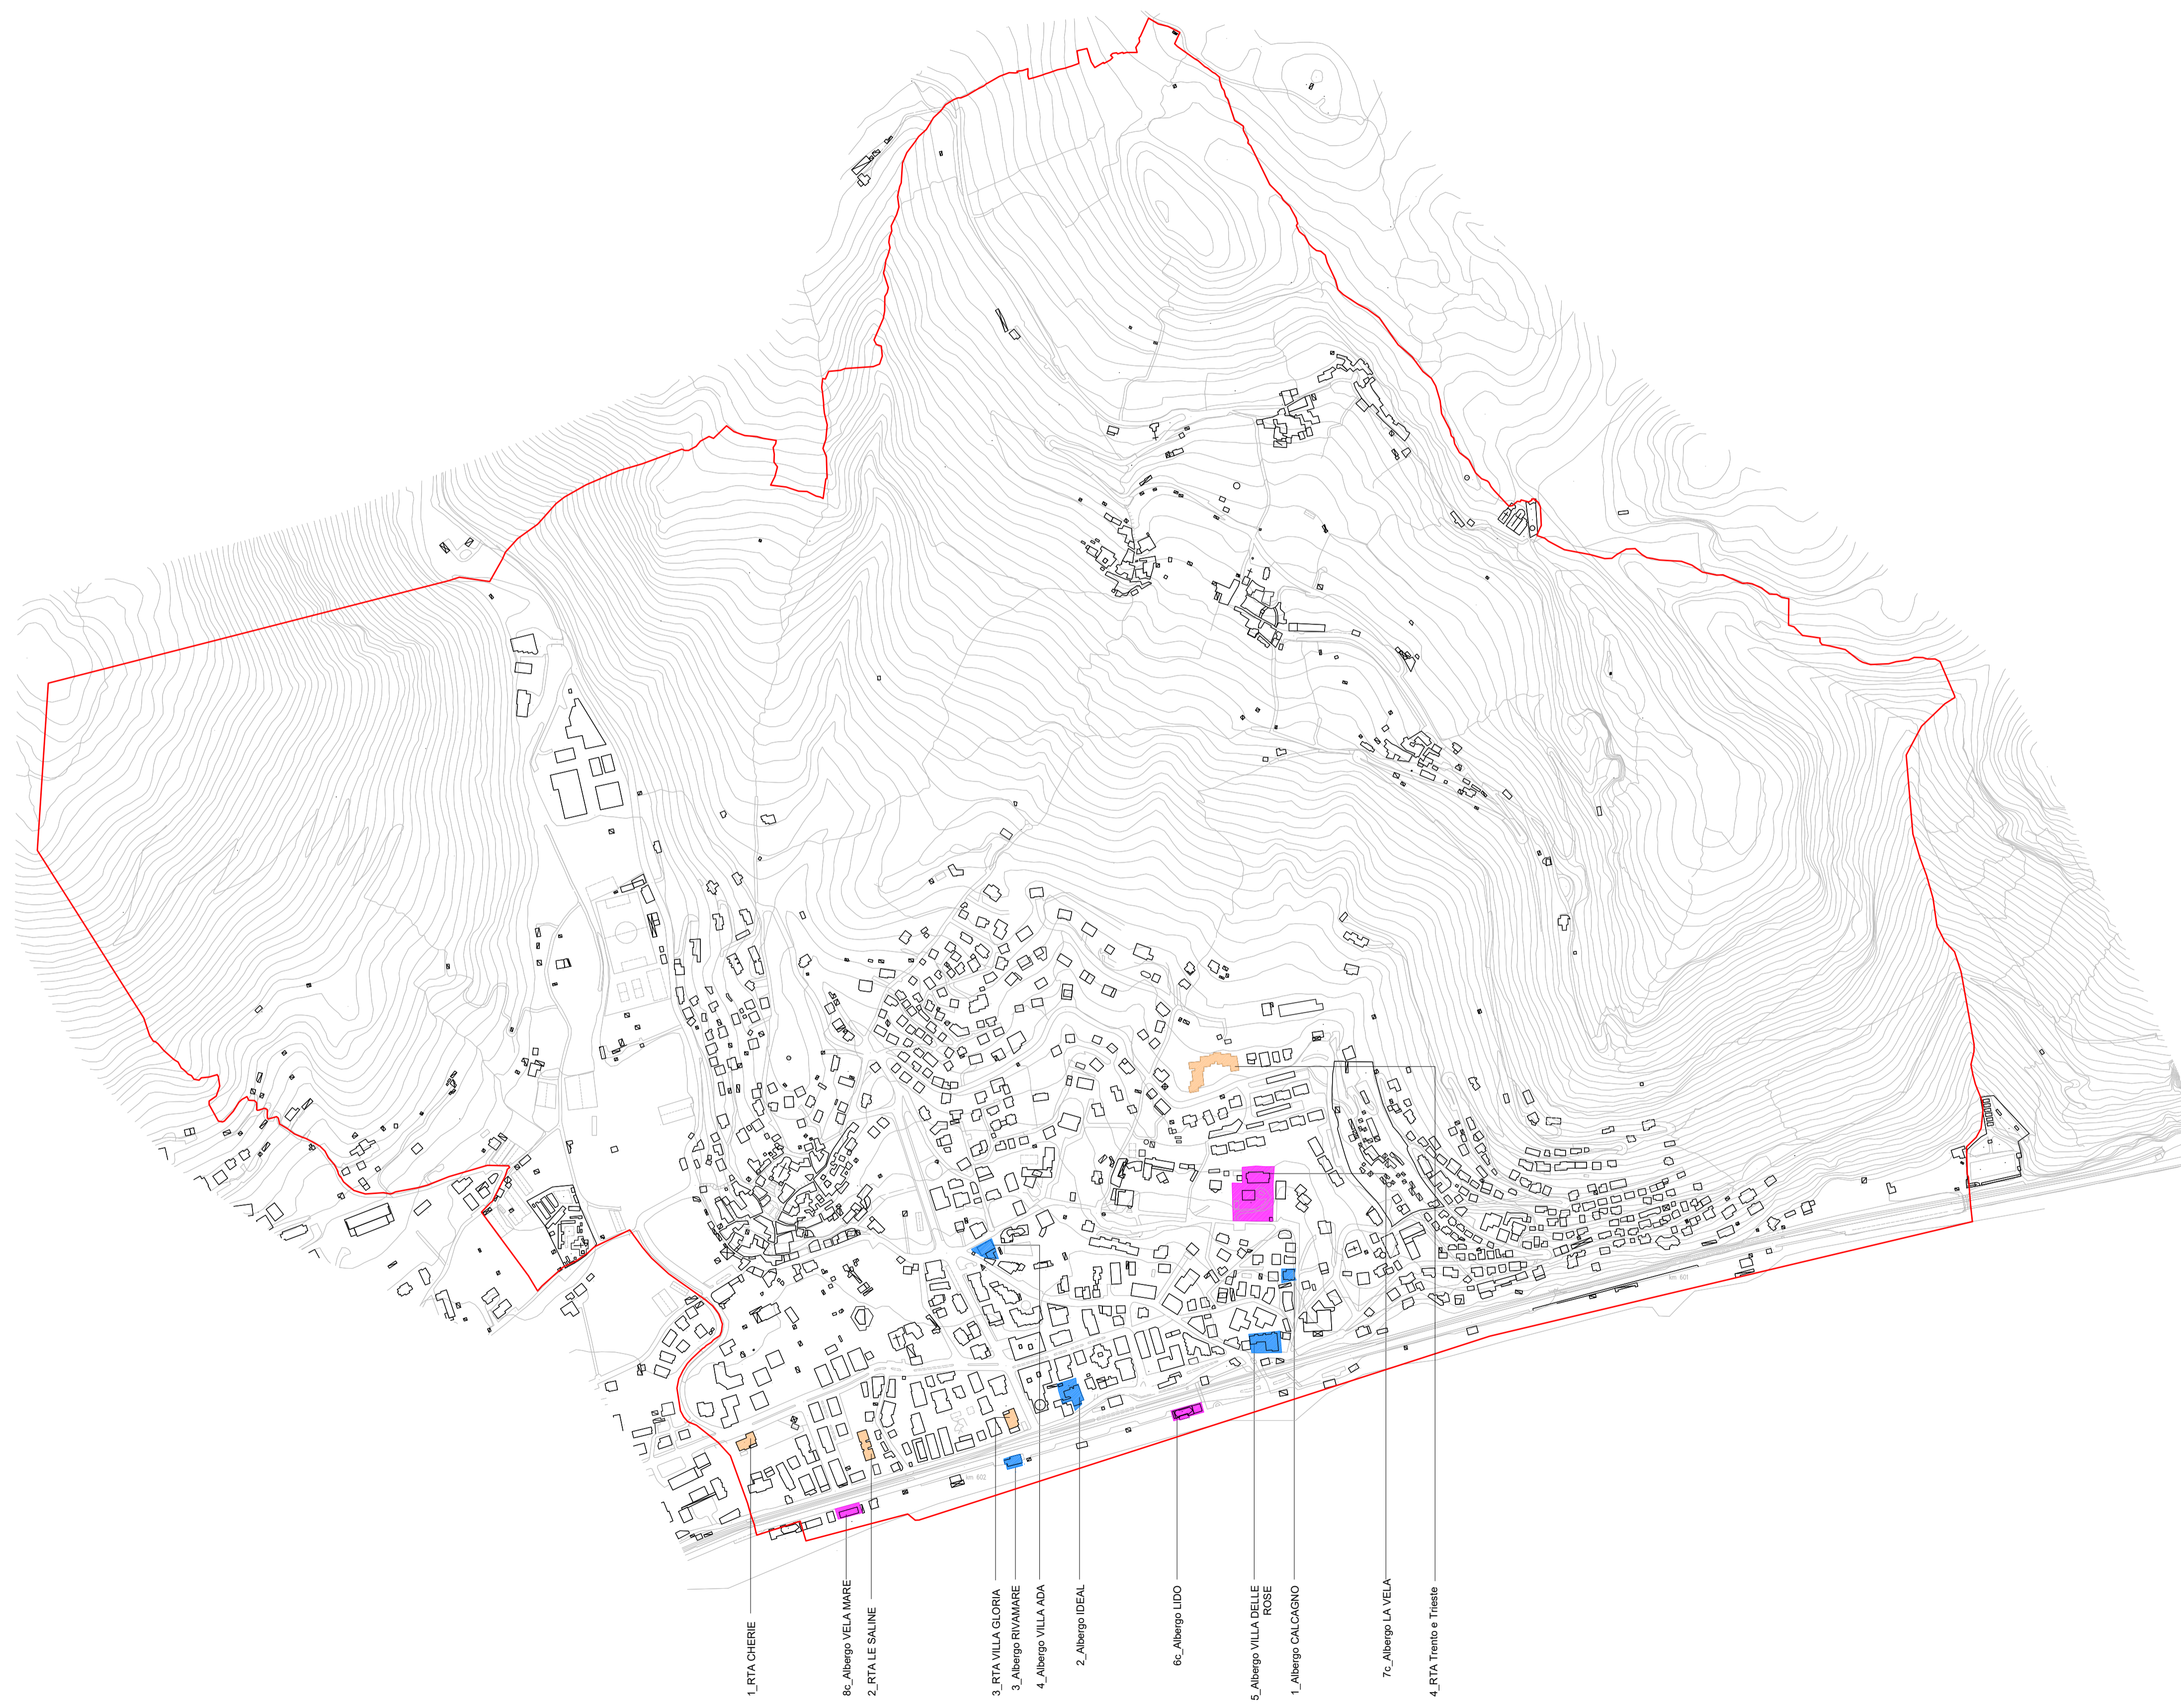 km 601
km 602
1_RTA CHERIE
8c_Albergo VELA MARE
2_RTA LE SALINE
3_RTA VILLA GLORIA
3_Albergo RIVAMARE
4_Albergo VILLA ADA
2_Albergo IDEAL
6c_Albergo LIDO
5_Albergo VILLA DELLE
ROSE
1_Albergo CALCAGNO
7c_Albergo LA VELA
4_RTA Trento e Trieste